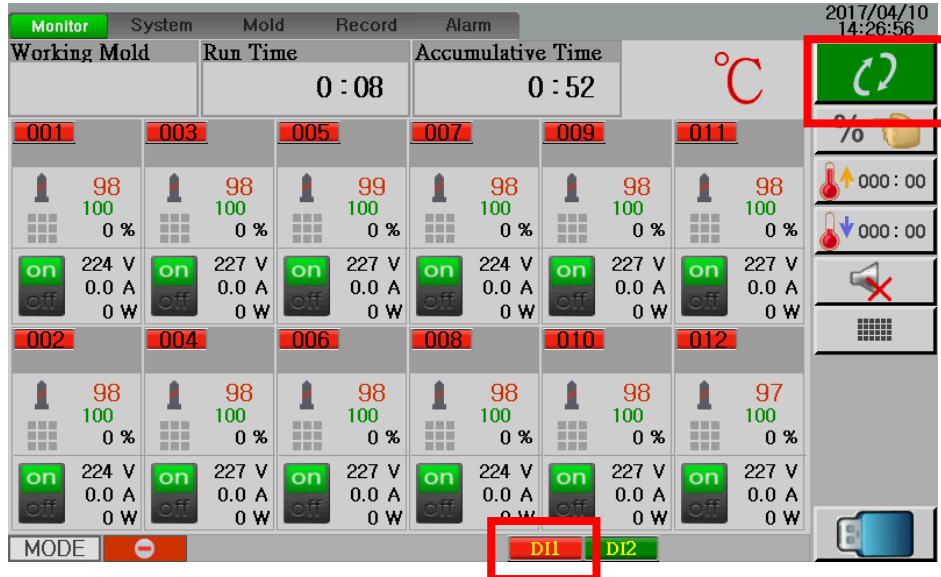 Monitor System Mold Record Alarm 2017/04/10
14:26:56
Working Mold Run Time Accumulative Time
0:08 0:52 °C
001 003 005 007 009 011 %
98 98 99 98 98 98 000:00
100 100 100 100 100 100
0 % 0 % 0 % 0 % 0 % 0 % 000:00
on 224 V on 227 V on 227 V on 224 V on 227 V on 227 V
0.0 A 0.0 A 0.0 A 0.0 A 0.0 A 0.0 A
off 0 W off 0 W off 0 W off 0 W off 0 W off 0 W
002 004 006 008 010 012
98 98 98 98 98 97
100 100 100 100 100 100
0 % 0 % 0 % 0 % 0 % 0 %
on 224 V on 227 V on 227 V on 224 V on 227 V on 227 V
0.0 A 0.0 A 0.0 A 0.0 A 0.0 A 0.0 A
off 0 W off 0 W off 0 W off 0 W off 0 W off 0 W
MODE DI1 DI2